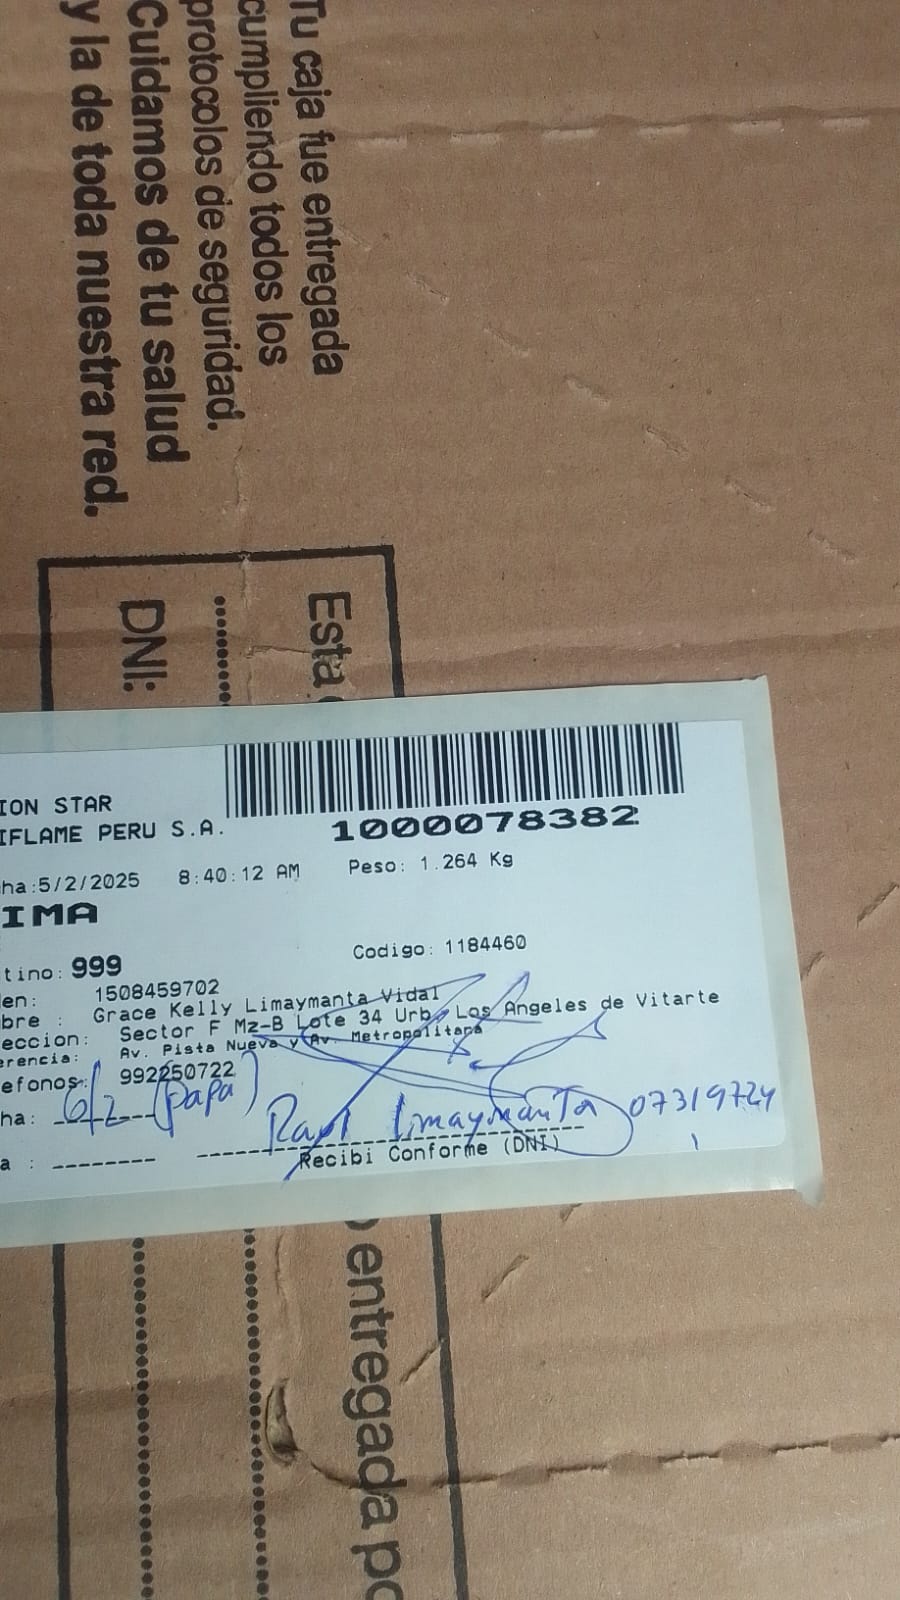 Tu caja fue entregada
cumpliendo todos los
protocolos de seguridad.
Cuidamos de tu salud
y la de toda nuestra red.
Esta
DNI:
1000078382
ION STAR
IFLAME PERU S.A.
ha:5/2/2025 8:40:12 AM Peso: 1.264 Kg
IMA
tino: 999 Codigo: 1184460
en: 1508459702
bre : Grace Kelly Limaymanta Vidal
eccion: Sector F Mz-B Lote 34 Urb. Los Angeles de Vitarte
erencia: Av. Pista Nueva y Av. Metropolitana
efonos: 992250722
ha: 6/2 (papa)
Raul Limaymanta 07319724
a :
Recibi Conforme (DNI)
entregada po